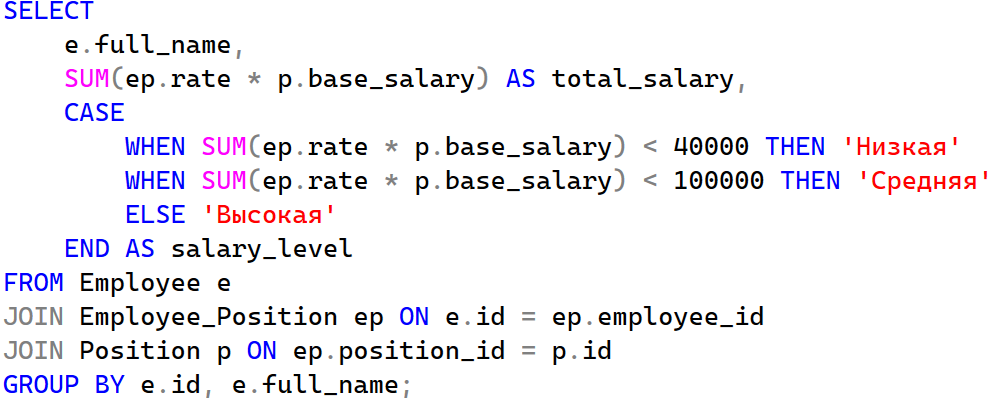 SELECT
    e.full_name,
    SUM(ep.rate * p.base_salary) AS total_salary,
    CASE
        WHEN SUM(ep.rate * p.base_salary) < 40000 THEN 'Низкая'
        WHEN SUM(ep.rate * p.base_salary) < 100000 THEN 'Средняя'
        ELSE 'Высокая'
    END AS salary_level
FROM Employee e
JOIN Employee_Position ep ON e.id = ep.employee_id
JOIN Position p ON ep.position_id = p.id
GROUP BY e.id, e.full_name;